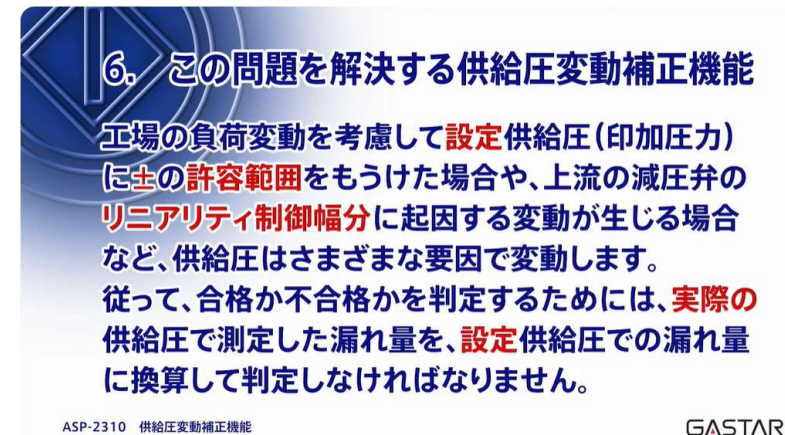 6. この問題を解決する供給圧変動補正機能
工場の負荷変動を考慮して設定供給圧(印加圧力)
に±の許容範囲をもうけた場合や、上流の減圧弁の
リニアリティ制御幅分に起因する変動が生じる場合
など、供給圧はさまざまな要因で変動します。
従って、合格か不合格かを判定するためには、実際の
供給圧で測定した漏れ量を、設定供給圧での漏れ量
に換算して判定しなければなりません。
ASP-2310 供給圧変動補正機能
GASTAR